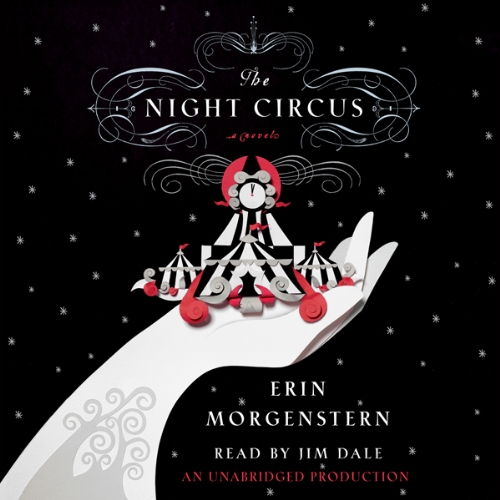 The
NIGHT CIRCUS
a novel
ERIN
MORGENSTERN
READ BY JIM DALE
AN UNABRIDGED PRODUCTION